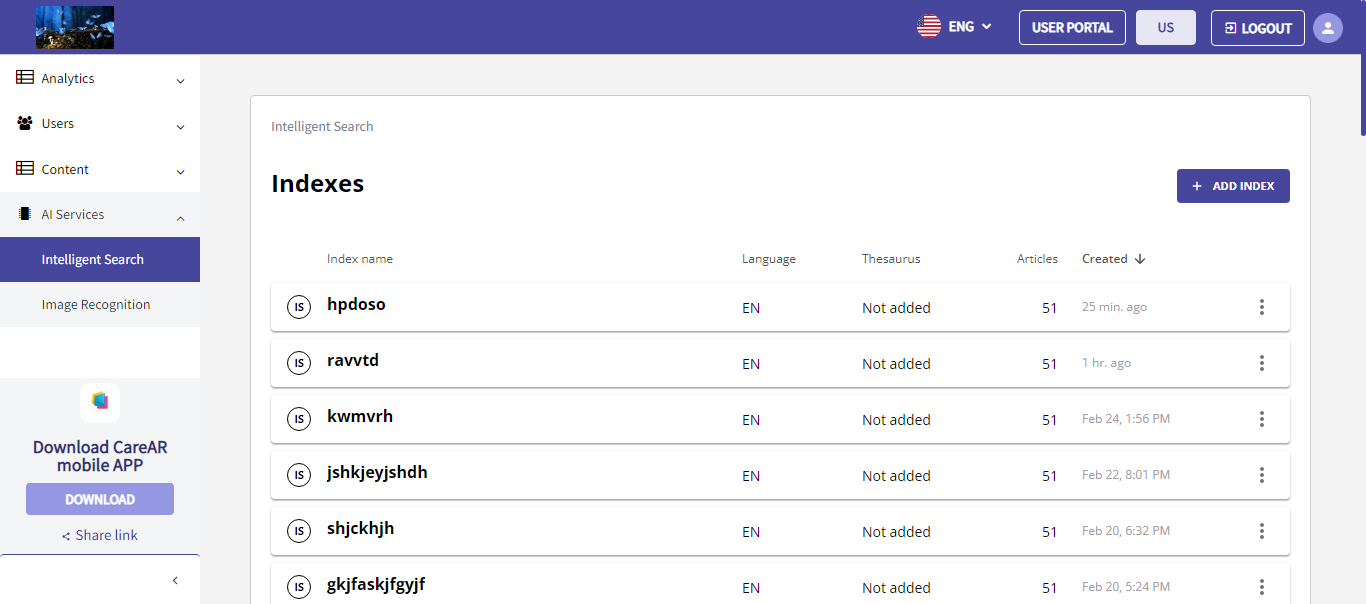 ENG
USER PORTAL
US
LOGOUT
Analytics
Users
Content
AI Services
Intelligent Search
Image Recognition
Download CareAR
mobile APP
DOWNLOAD
Share link
Intelligent Search
Indexes
+ ADD INDEX
Index name Language Thesaurus Articles Created
IS hpdoso EN Not added 51 25 min. ago
IS ravvtd EN Not added 51 1 hr. ago
IS kwmvrh EN Not added 51 Feb 24, 1:56 PM
IS jshkjeyjshdh EN Not added 51 Feb 22, 8:01 PM
IS shjckhjh EN Not added 51 Feb 20, 6:32 PM
IS gkjfaskjfgyjf EN Not added 51 Feb 20, 5:24 PM